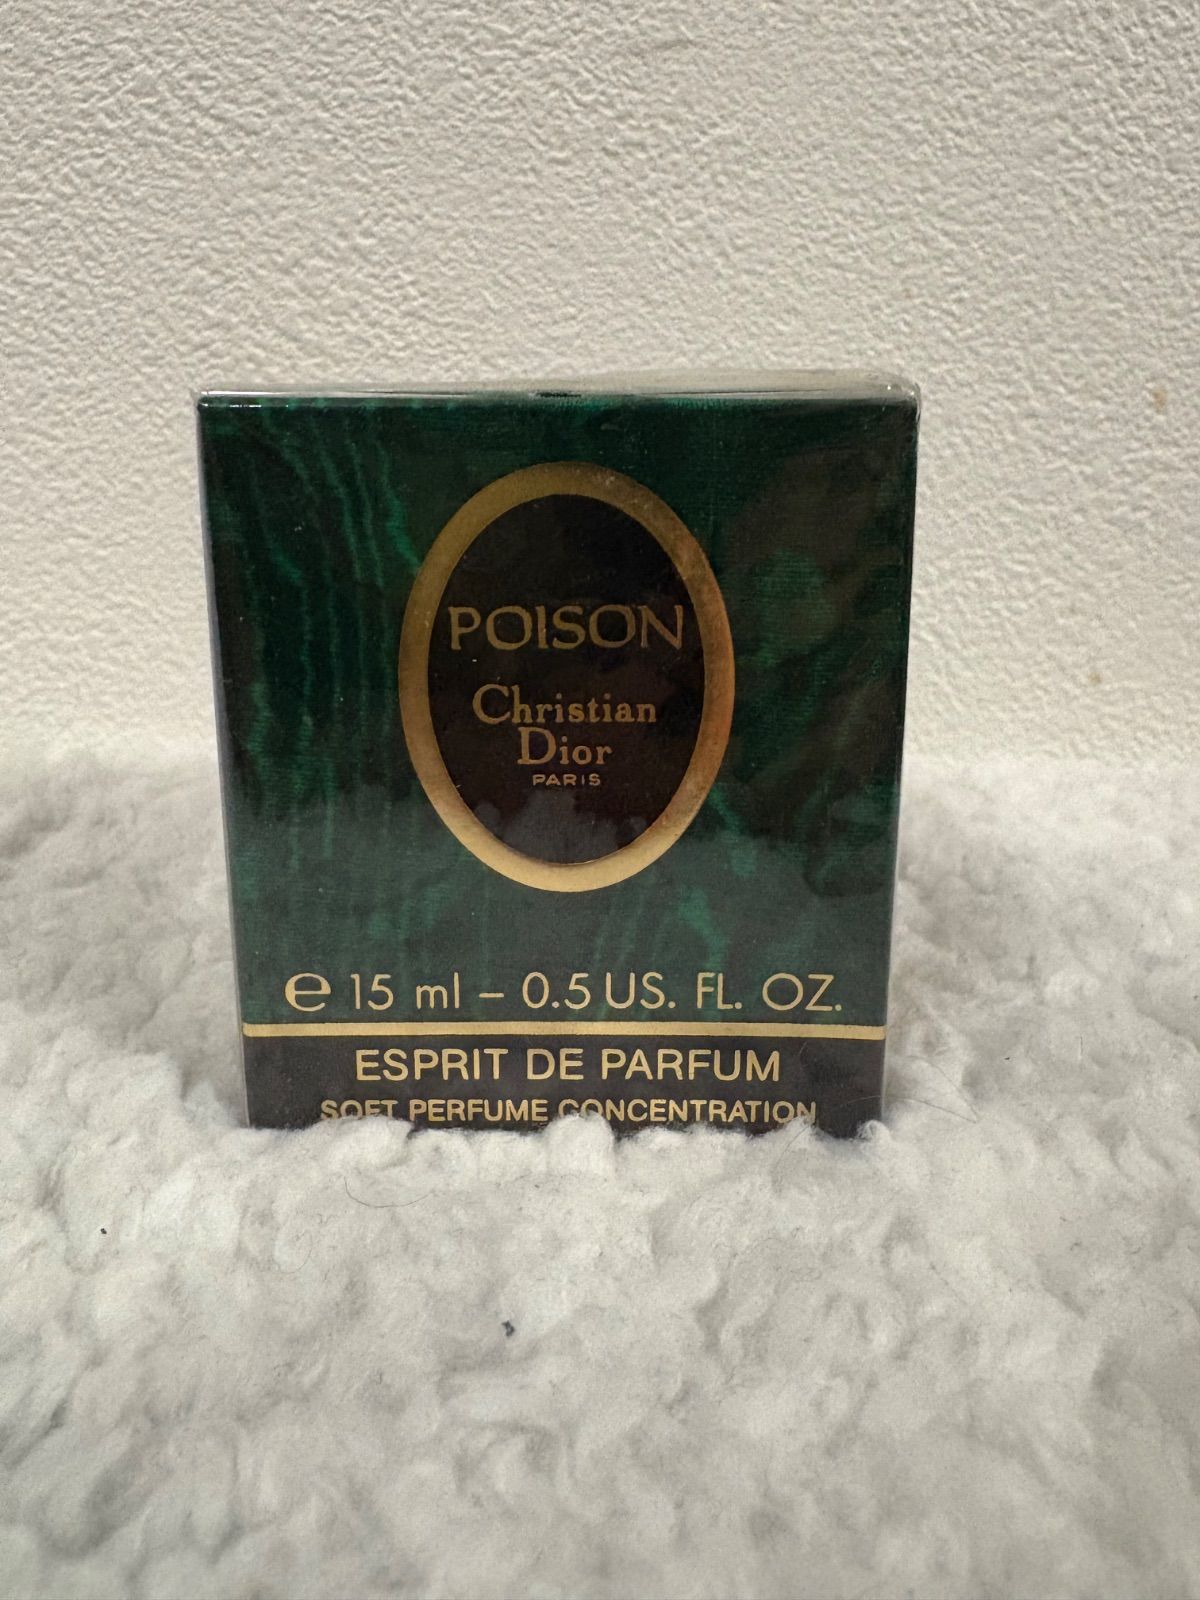 POISON
Christian
Dior
PARIS
℮ 15 ml – 0.5 US. FL. OZ.
ESPRIT DE PARFUM
SOFT PERFUME CONCENTRATION